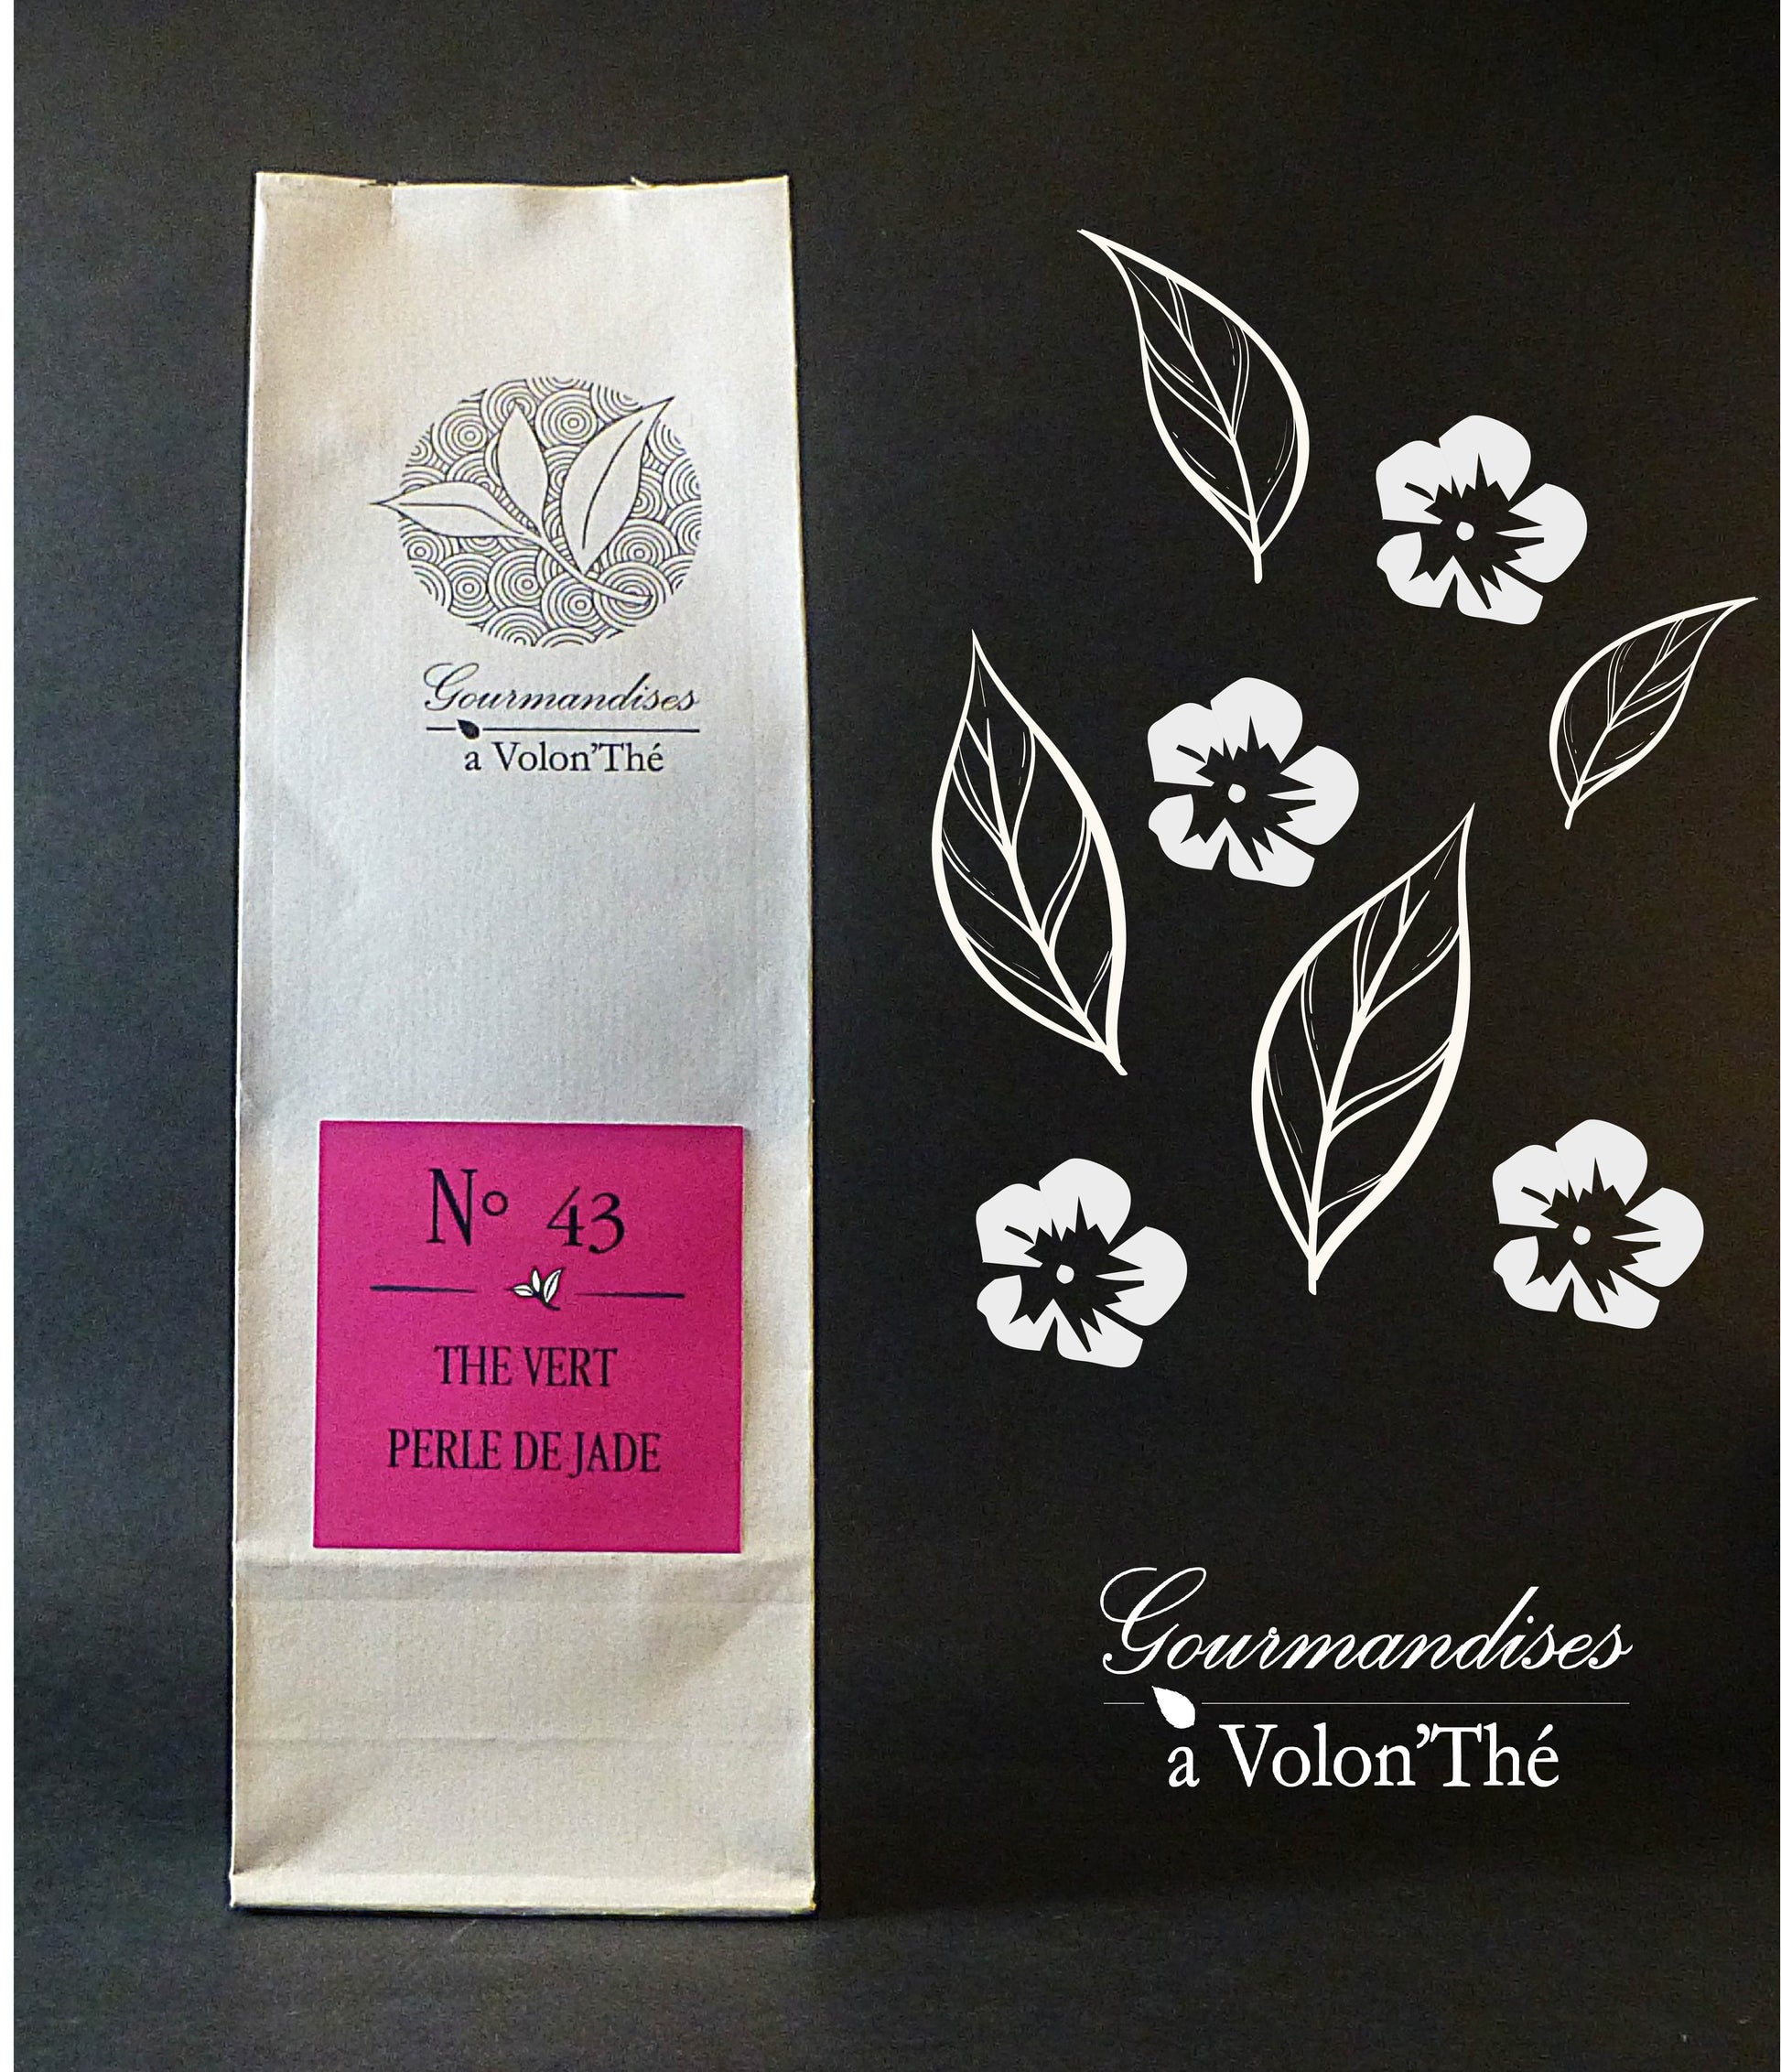 Gourmandises
a Volon'Thé
N° 43
THE VERT
PERLE DE JADE
Gourmandises
a Volon'Thé